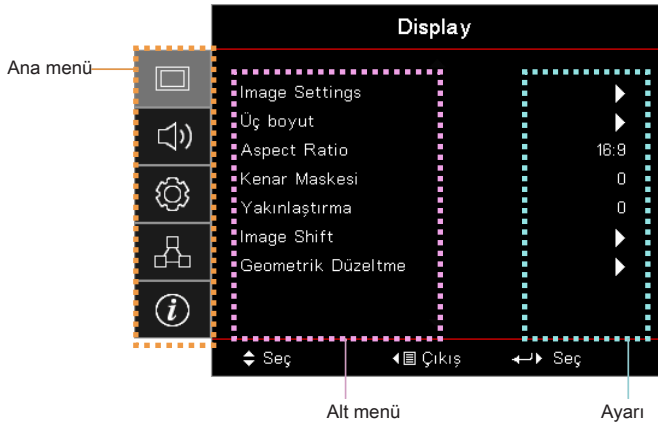 Display
Ana menü
Image Settings
Üç boyut
Aspect Ratio 16:9
Kenar Maskesi 0
Yakınlaştırma 0
Image Shift
Geometrik Düzeltme
Seç Çıkış Seç
Alt menü Ayarı